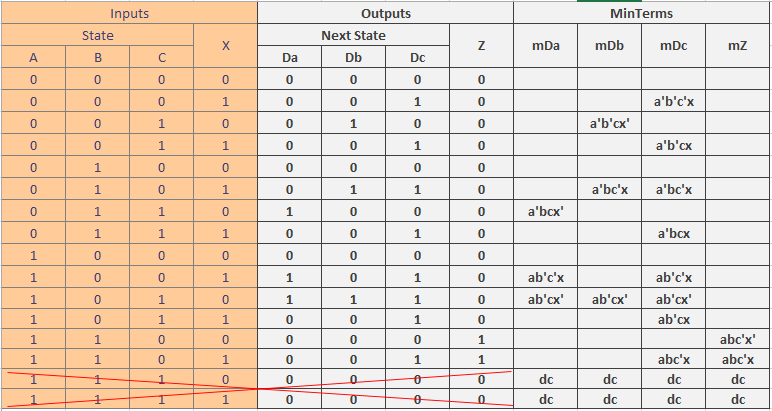 Inputs Outputs MinTerms
State X Next State Z mDa mDb mDc mZ
A B C Da Db Dc
0 0 0 0 0 0 0 0
0 0 0 1 0 0 1 0 a'b'c'x
0 0 1 0 0 1 0 0 a'b'cx'
0 0 1 1 0 0 1 0 a'b'cx
0 1 0 0 0 0 0 0
0 1 0 1 0 1 1 0 a'bc'x a'bc'x
0 1 1 0 1 0 0 0 a'bcx'
0 1 1 1 0 0 1 0 a'bcx
1 0 0 0 0 0 0 0
1 0 0 1 1 0 1 0 ab'c'x ab'c'x
1 0 1 0 1 1 1 0 ab'cx' ab'cx' ab'cx'
1 0 1 1 0 0 1 0 ab'cx
1 1 0 0 0 0 0 1 abc'x'
1 1 0 1 0 0 1 1 abc'x abc'x
1 1 1 0 0 0 0 0 dc dc dc dc
1 1 1 1 0 0 0 0 dc dc dc dc